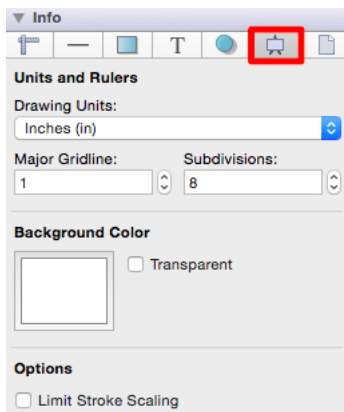 Info
T
Units and Rulers
Drawing Units:
Inches (in)
Major Gridline: Subdivisions:
1 8
Background Color
Transparent
Options
Limit Stroke Scaling